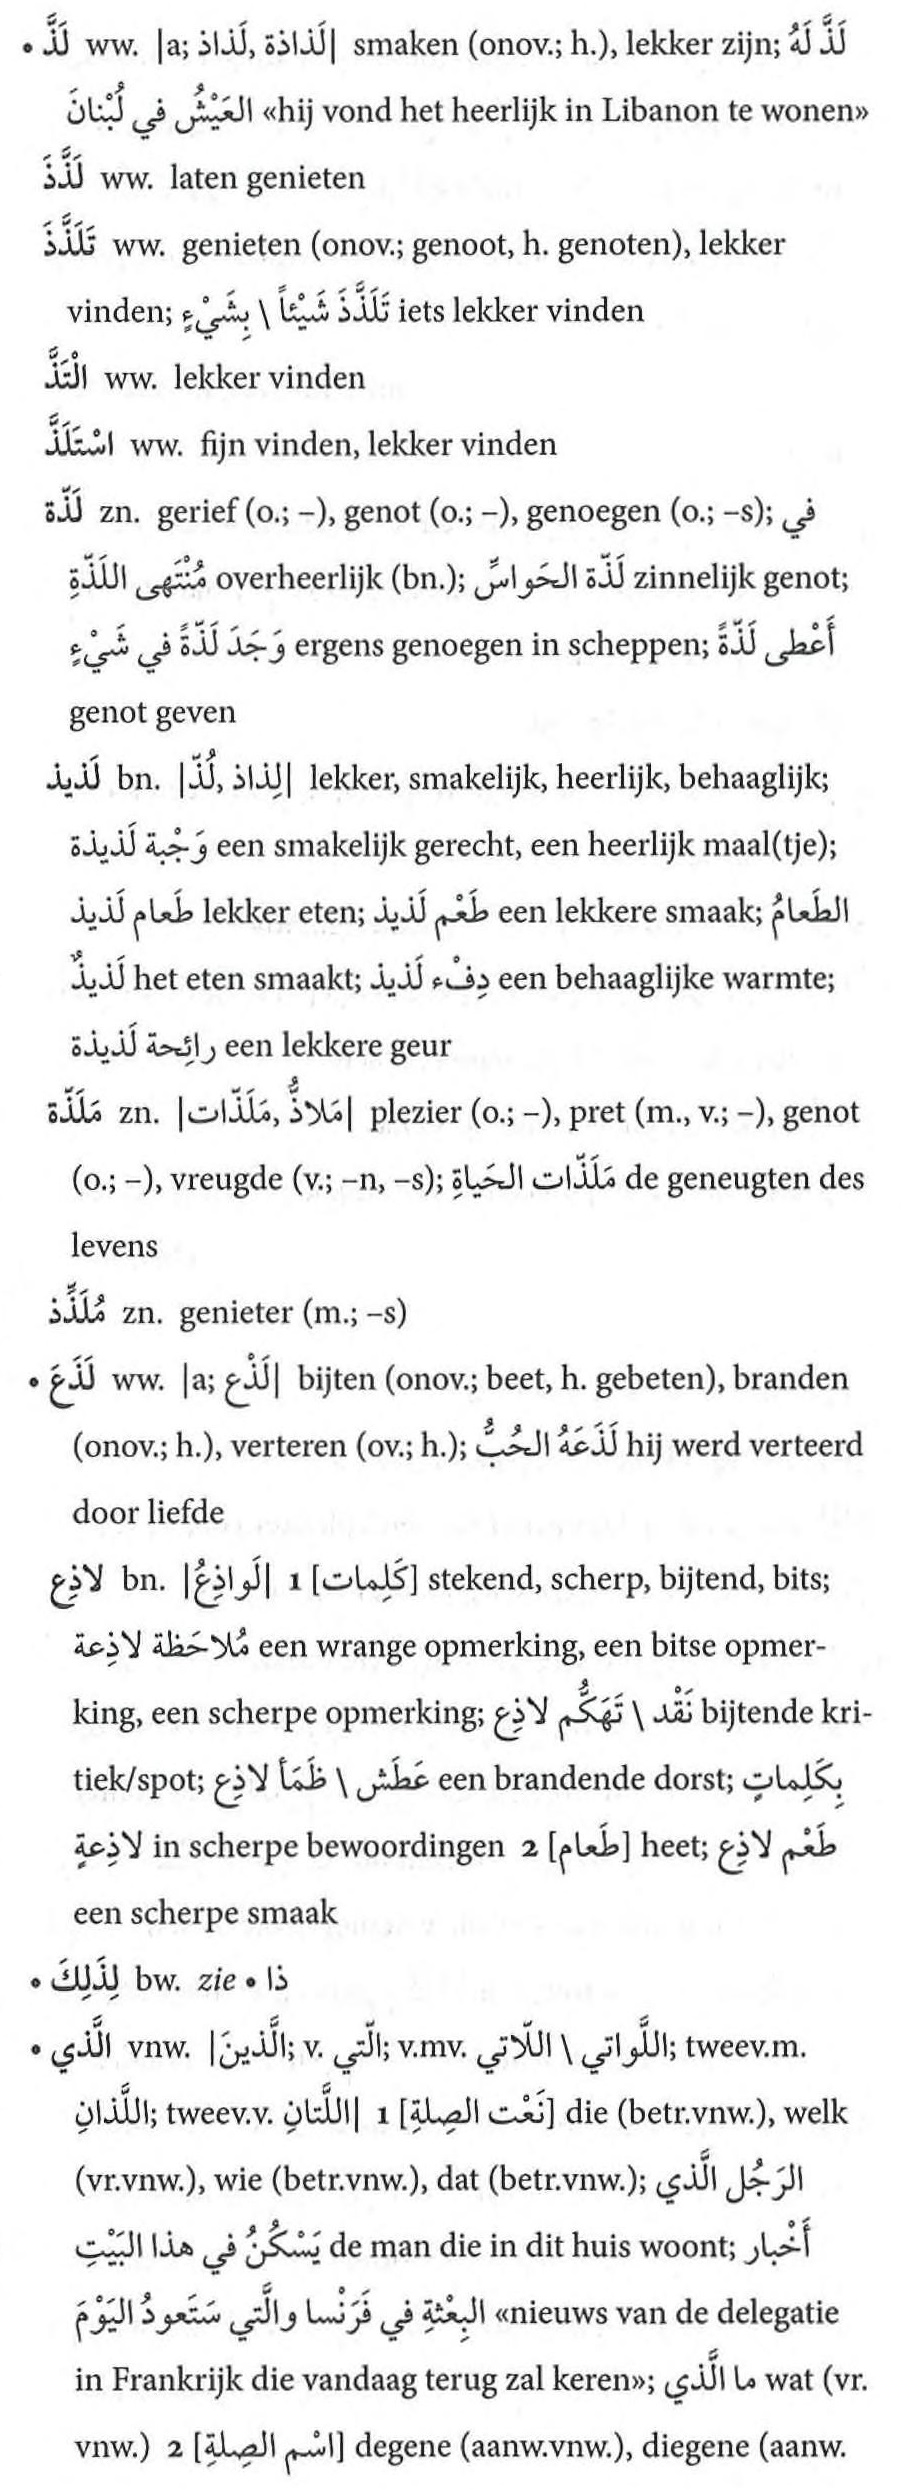 • لَذَّ ww. |a; لَذاذ, لَذاذة| smaken (onov.; h.), lekker zijn; لَذَّ لَهُ
العَيْشُ في لُبْنانَ «hij vond het heerlijk in Libanon te wonen»
لَذَّذَ ww. laten genieten
تَلَذَّذَ ww. genieten (onov.; genoot, h. genoten), lekker
vinden; تَلَذَّذَ شَيْئاً \ بِشَيْءٍ iets lekker vinden
الْتَذَّ ww. lekker vinden
اسْتَلَذَّ ww. fijn vinden, lekker vinden
لَذّة zn. gerief (o.; –), genot (o.; –), genoegen (o.; –s); في
مُنْتَهى اللَذّةِ overheerlijk (bn.); لَذّة الحَواسِّ zinnelijk genot;
وَجَدَ لَذّةً في شَيْءٍ ergens genoegen in scheppen; أَعْطى لَذّةً
genot geven
لَذيذ bn. |لُذّ, لِذاذ| lekker, smakelijk, heerlijk, behaaglijk;
وَجْبة لَذيذة een smakelijk gerecht, een heerlijk maal(tje);
طَعام لَذيذ lekker eten; طَعْم لَذيذ een lekkere smaak; الطَعامُ
لَذيذٌ het eten smaakt; دِفْء لَذيذ een behaaglijke warmte;
رائِحة لَذيذة een lekkere geur
مَلَذّة zn. |مَلَذّات, مَلاذُّ| plezier (o.; –), pret (m., v.; –), genot
(o.; –), vreugde (v.; –n, –s); مَلَذّات الحَياةِ de geneugten des
levens
مُلَذِّذ zn. genieter (m.; –s)
• لَذَعَ ww. |a; لَذْع| bijten (onov.; beet, h. gebeten), branden
(onov.; h.), verteren (ov.; h.); لَذَعَهُ الحُبُّ hij werd verteerd
door liefde
لاذِع bn. |لَواذِعُ| 1 [كَلِمات] stekend, scherp, bijtend, bits;
مُلاحَظة لاذِعة een wrange opmerking, een bitse opmer-
king, een scherpe opmerking; نَقْد \ تَهَكُّم لاذِع bijtende kri-
tiek/spot; عَطَش \ ظَمَأ لاذِع een brandende dorst; بِكَلِماتٍ
لاذِعةٍ in scherpe bewoordingen 2 [طَعام] heet; طَعْم لاذِع
een scherpe smaak
• لِذَلِكَ bw. zie • ذا
• الَّذي vnw. |الَّذينَ; v. الَّتي; v.mv. اللَّواتي \ اللّاتي; tweev.m.
اللَّذانِ; tweev.v. اللَّتانِ| 1 [نَعْت الصِلةِ] die (betr.vnw.), welk
(vr.vnw.), wie (betr.vnw.), dat (betr.vnw.); الرَجُل الَّذي
يَسْكُنُ في هذا البَيْتِ de man die in dit huis woont; أَخْبار
البِعْثةِ في فَرَنْسا والَّتي سَتَعودُ اليَوْمَ «nieuws van de delegatie
in Frankrijk die vandaag terug zal keren»; ما الَّذي wat (vr.
vnw.) 2 [اسْم الصِلةِ] degene (aanw.vnw.), diegene (aanw.